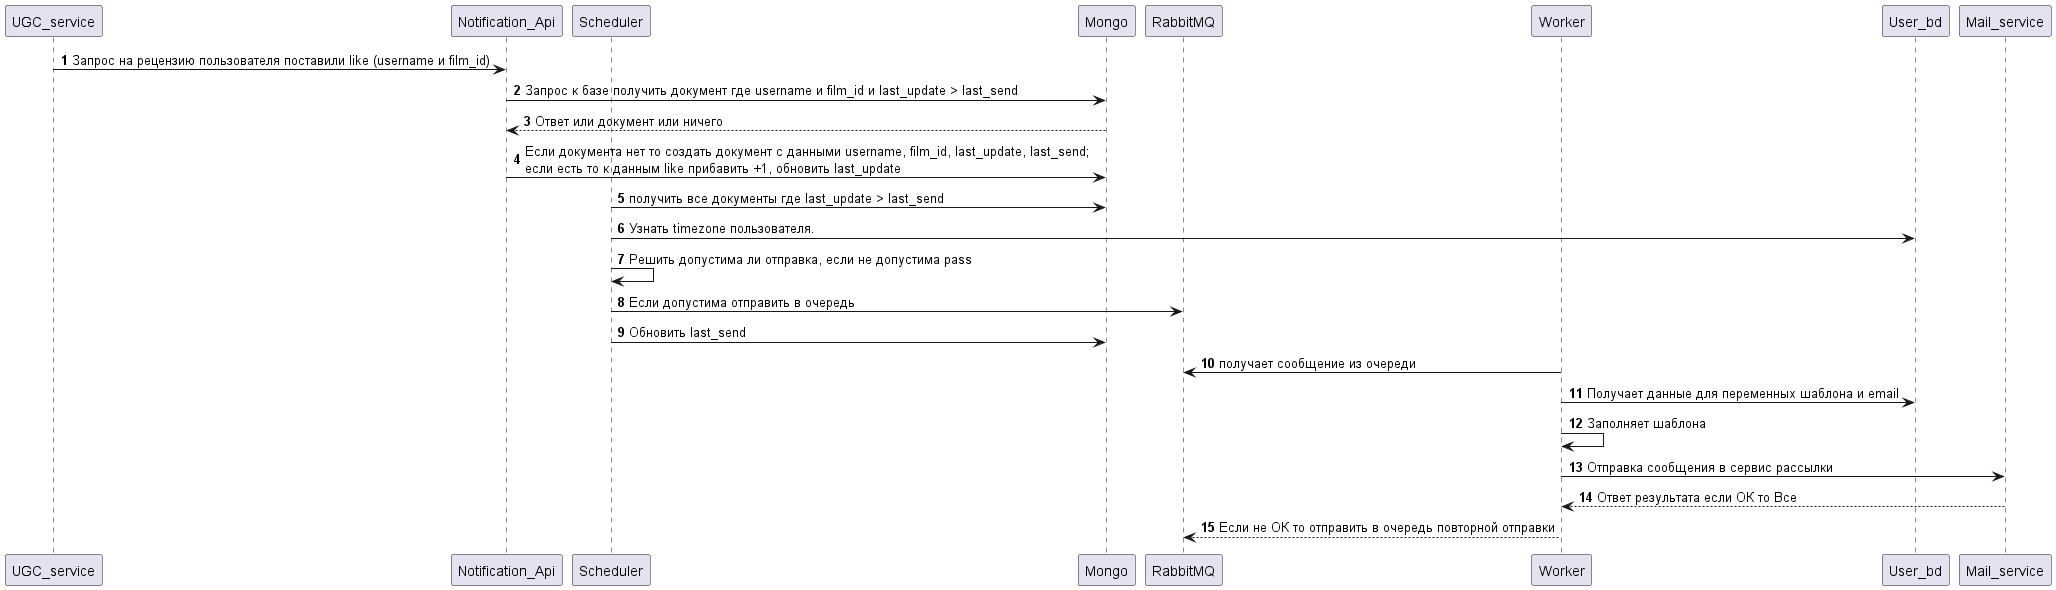 UGC_service
Notification_Api
Scheduler
Mongo
RabbitMQ
Worker
User_bd
Mail_service
1 Запрос на рецензию пользователя поставили like (username и film_id)
2 Запрос к базе получить документ где username и film_id и last_update > last_send
3 Ответ или документ или ничего
4 Если документа нет то создать документ с данными username, film_id, last_update, last_send;
если есть то к данным like прибавить +1, обновить last_update
5 получить все документы где last_update > last_send
6 Узнать timezone пользователя.
7 Решить допустима ли отправка, если не допустима pass
8 Если допустима отправить в очередь
9 Обновить last_send
10 получает сообщение из очереди
11 Получает данные для переменных шаблона и email
12 Заполняет шаблона
13 Отправка сообщения в сервис рассылки
14 Ответ результата если ОК то Все
15 Если не ОК то отправить в очередь повторной отправки
UGC_service
Notification_Api
Scheduler
Mongo
RabbitMQ
Worker
User_bd
Mail_service